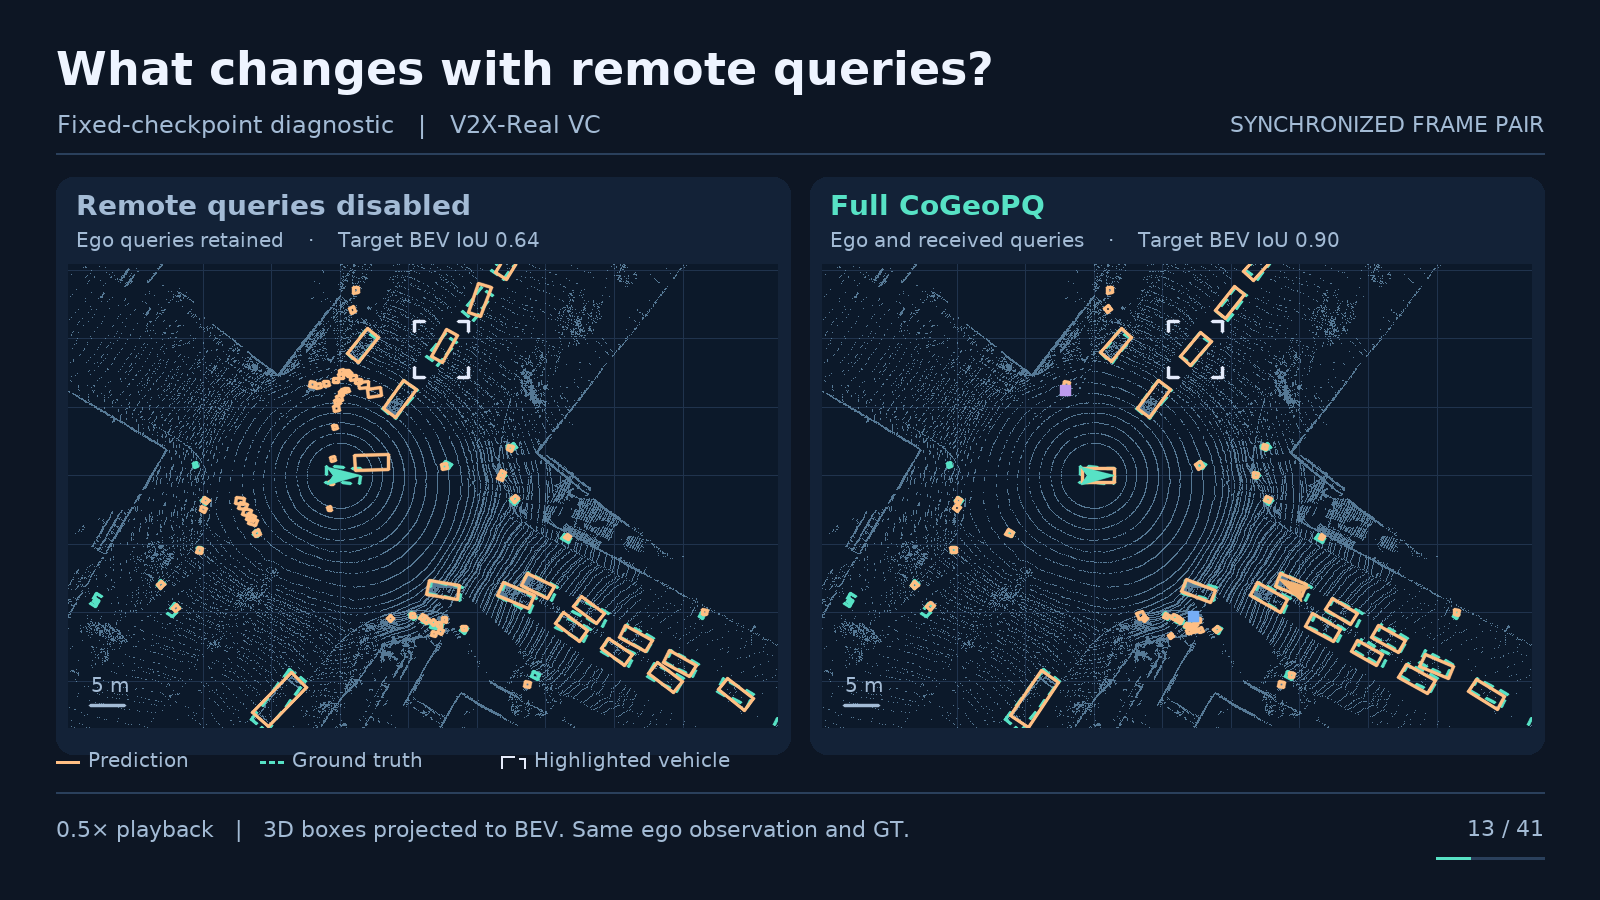 What changes with remote queries?
Fixed-checkpoint diagnostic | V2X-Real VC
SYNCHRONIZED FRAME PAIR
Remote queries disabled
Ego queries retained · Target BEV IoU 0.64
5 m
Full CoGeoPQ
Ego and received queries · Target BEV IoU 0.90
5 m
Prediction
Ground truth
Highlighted vehicle
0.5× playback | 3D boxes projected to BEV. Same ego observation and GT.
13 / 41